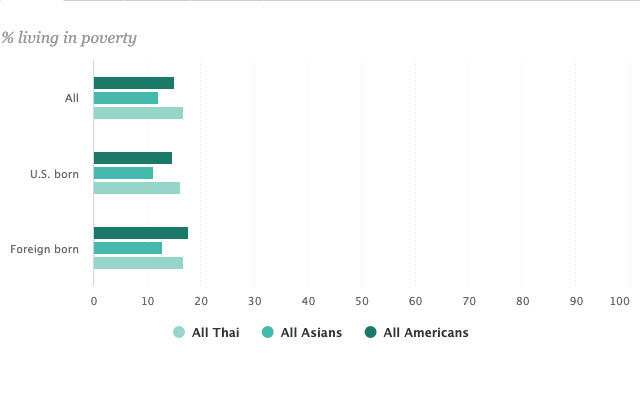 % living in poverty
All
U.S. born
Foreign born
0 10 20 30 40 50 60 70 80 90 100
All Thai All Asians All Americans